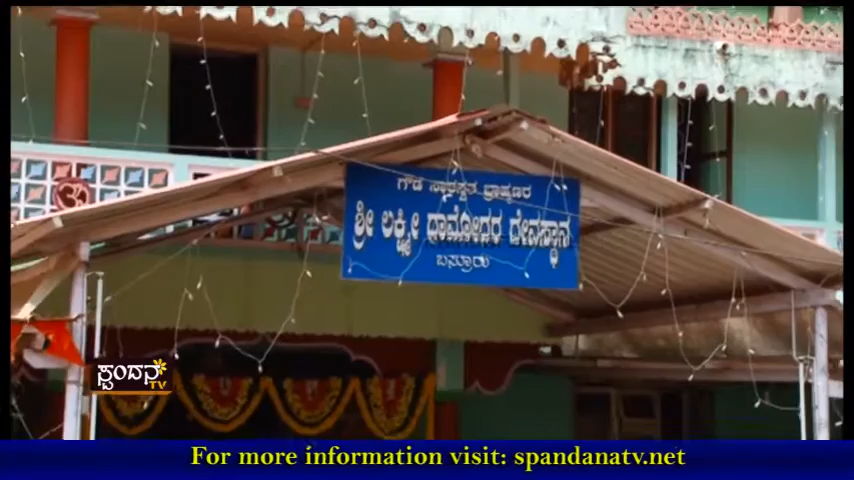 ಗೌಡ ಸಾರಸ್ವತ ಬ್ರಾಹ್ಮಣರ
ಶ್ರೀ ಲಕ್ಷ್ಮೀ ದಾಮೋದರ ದೇವಸ್ಥಾನ
ಬಸ್ರೂರು
ಸ್ಪಂದನ
TV
For more information visit: spandanatv.net